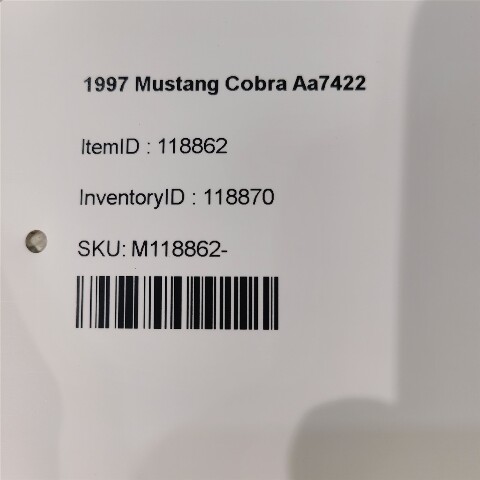 1997 Mustang Cobra Aa7422
ItemID : 118862
InventoryID : 118870
SKU: M118862-